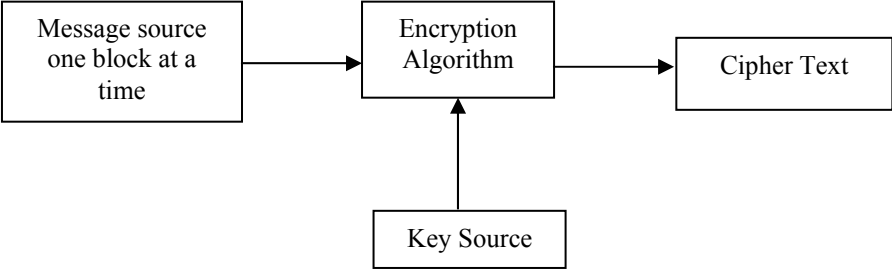 Message source
one block at a
time
Encryption
Algorithm
Cipher Text
Key Source